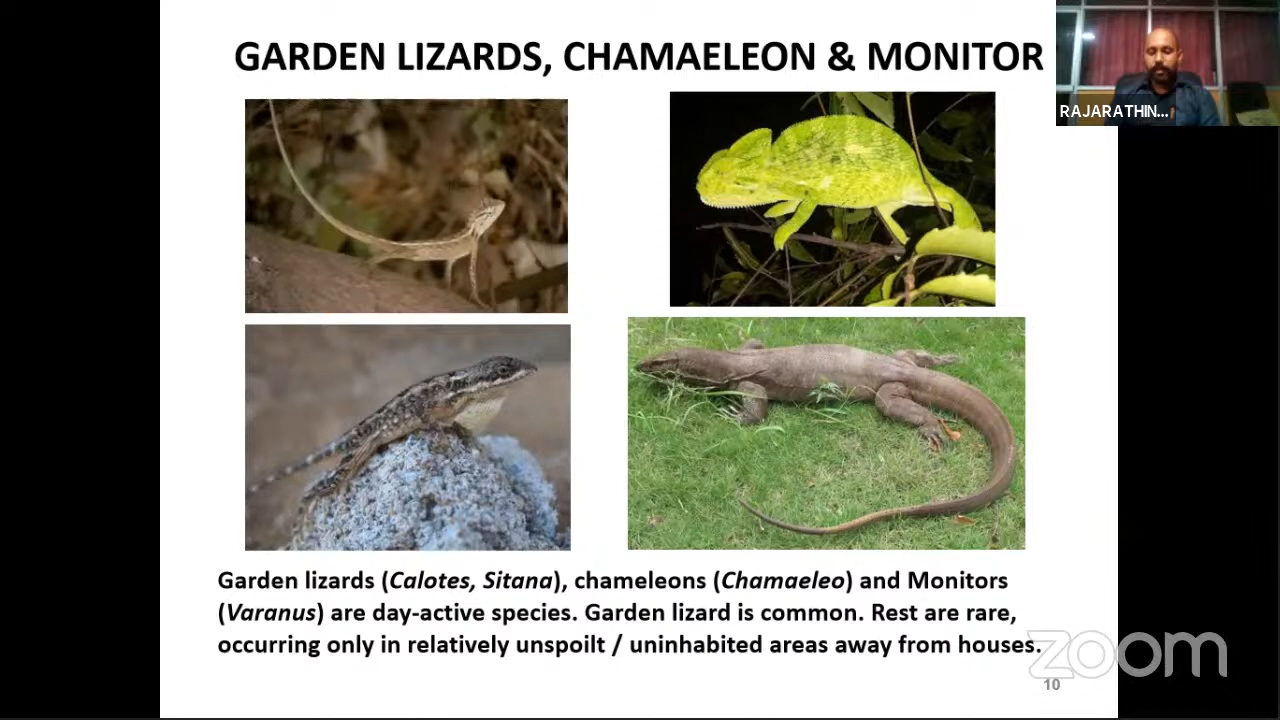 GARDEN LIZARDS, CHAMAELEON & MONITOR
RAJARATHIN...
Garden lizards (Calotes, Sitana), chameleons (Chamaeleo) and Monitors
(Varanus) are day-active species. Garden lizard is common. Rest are rare,
occurring only in relatively unspoilt / uninhabited areas away from houses.
zoom
10